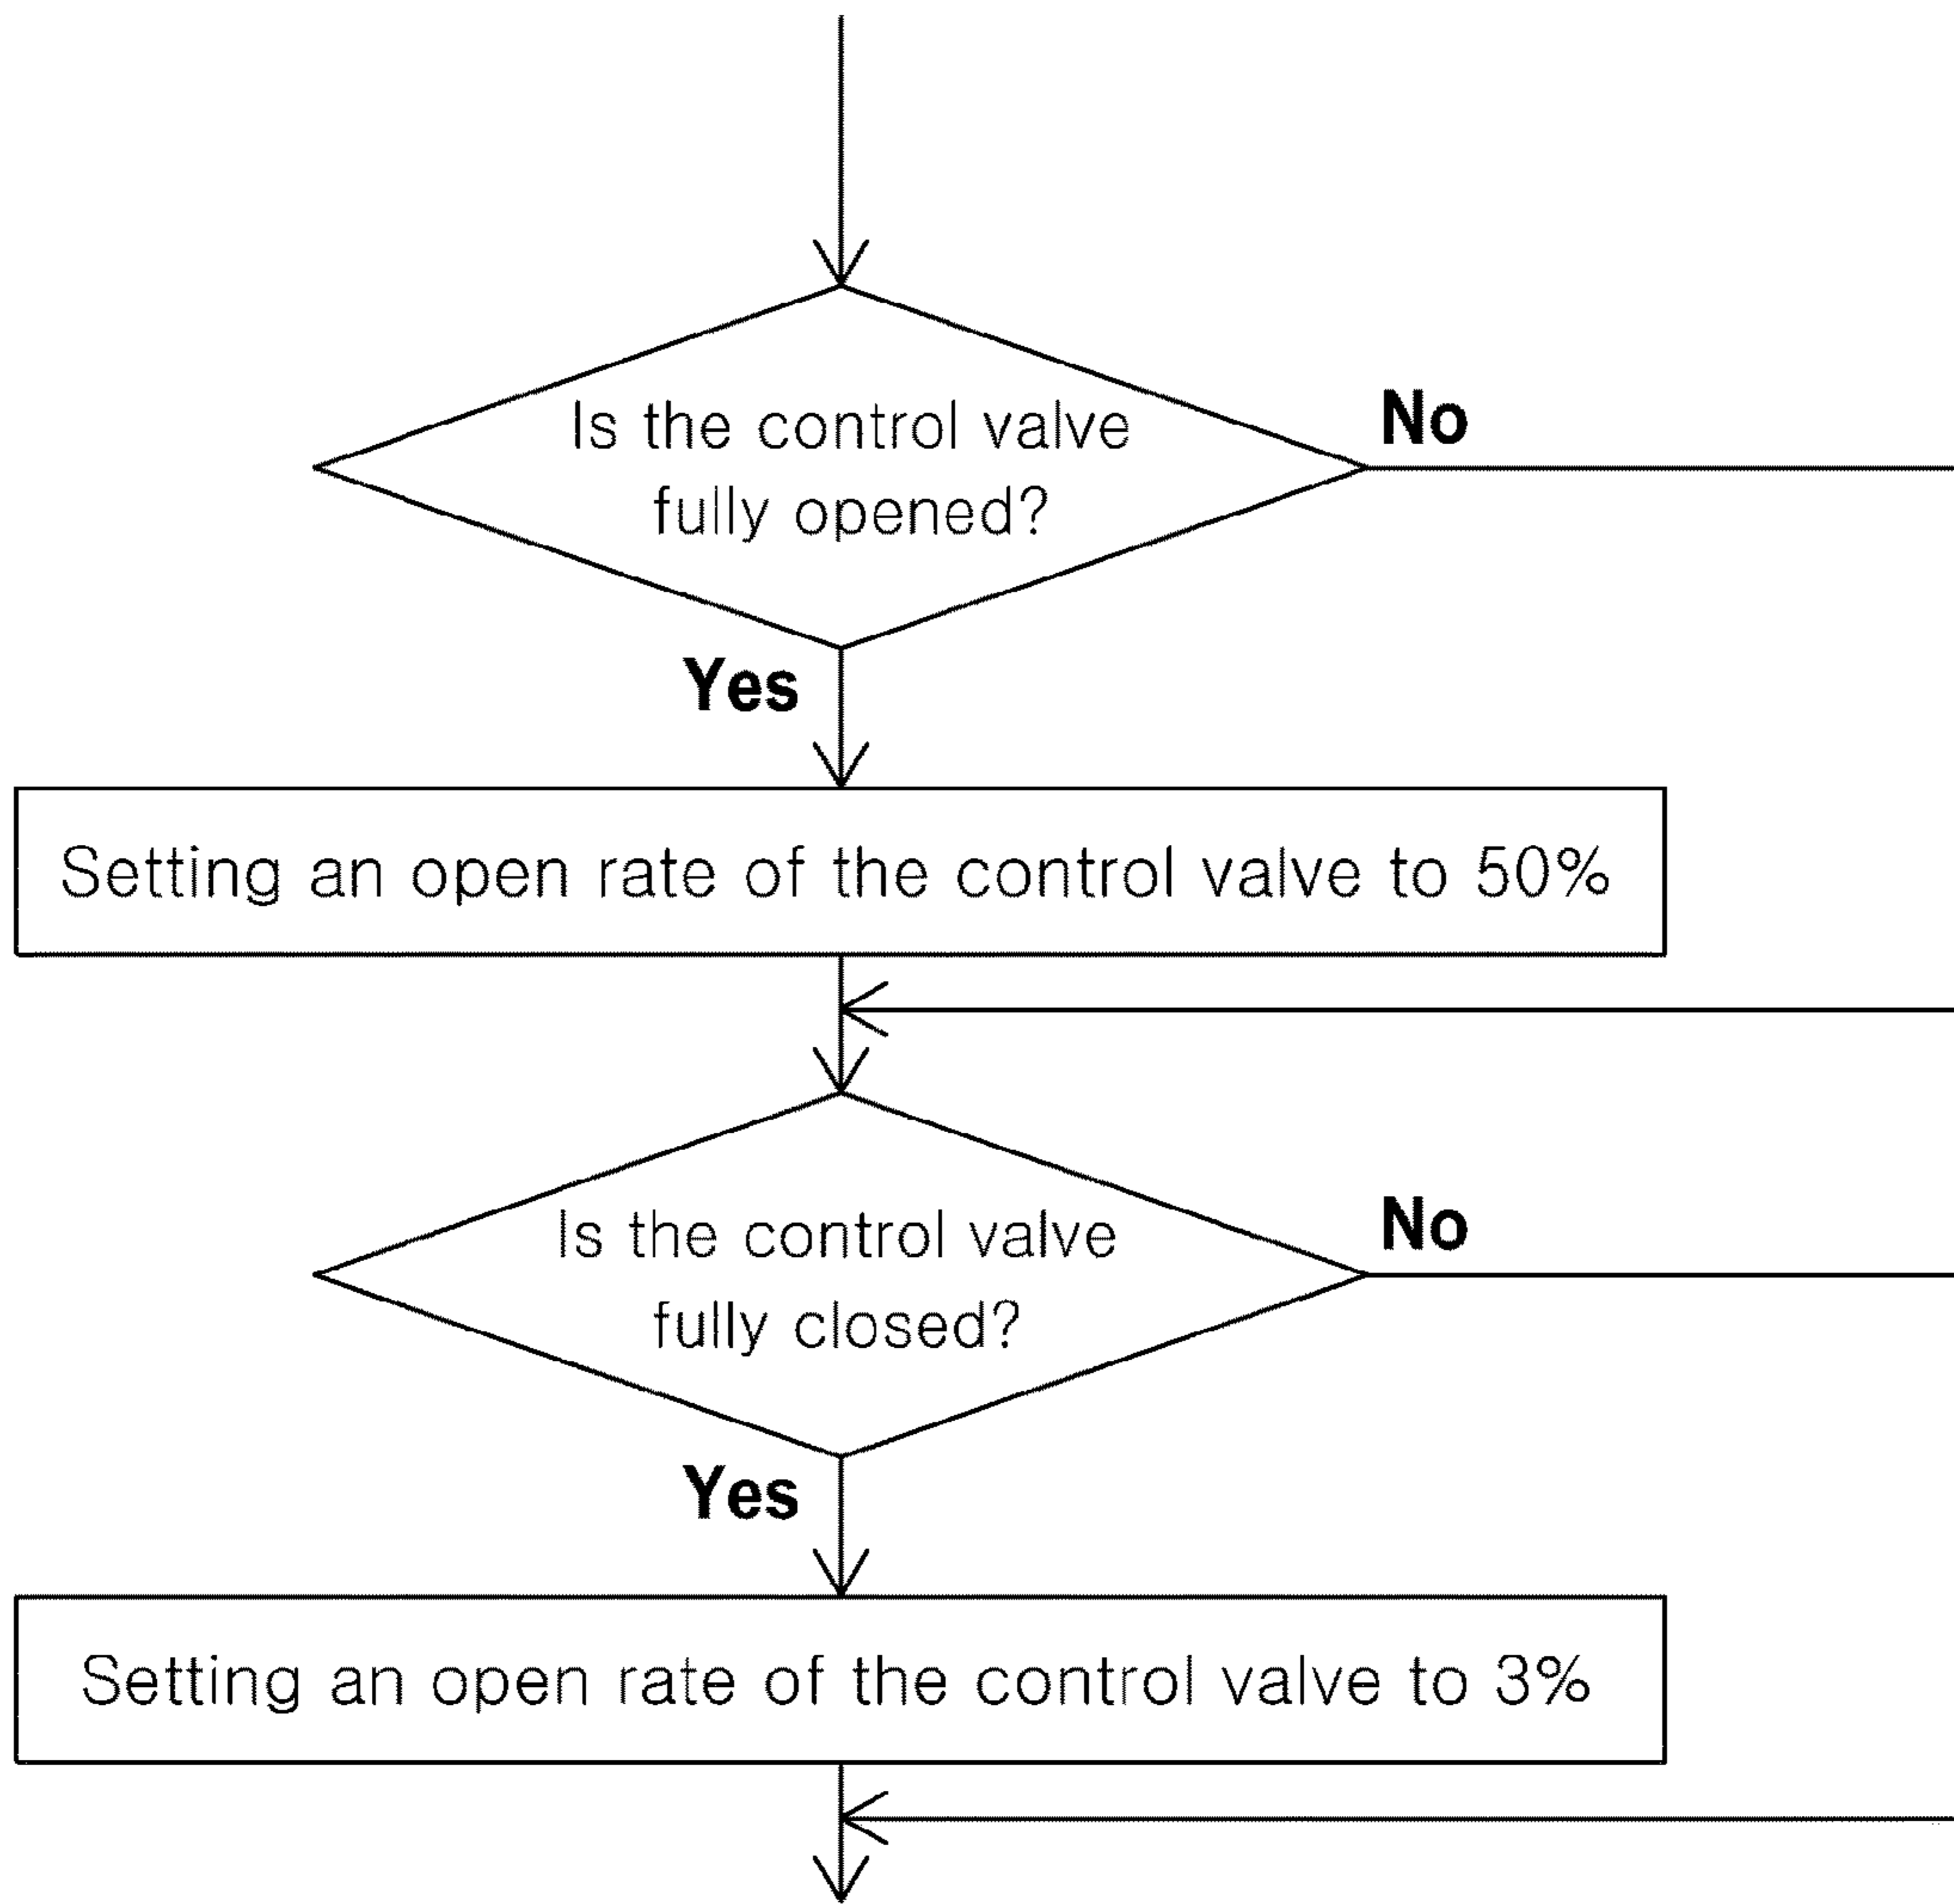 Is the control valve
No
fully opened?
Yes
Setting an open rate of the control valve to 50%
Is the control valve
No
fully closed?
Yes
Setting an open rate of the control valve to 3%